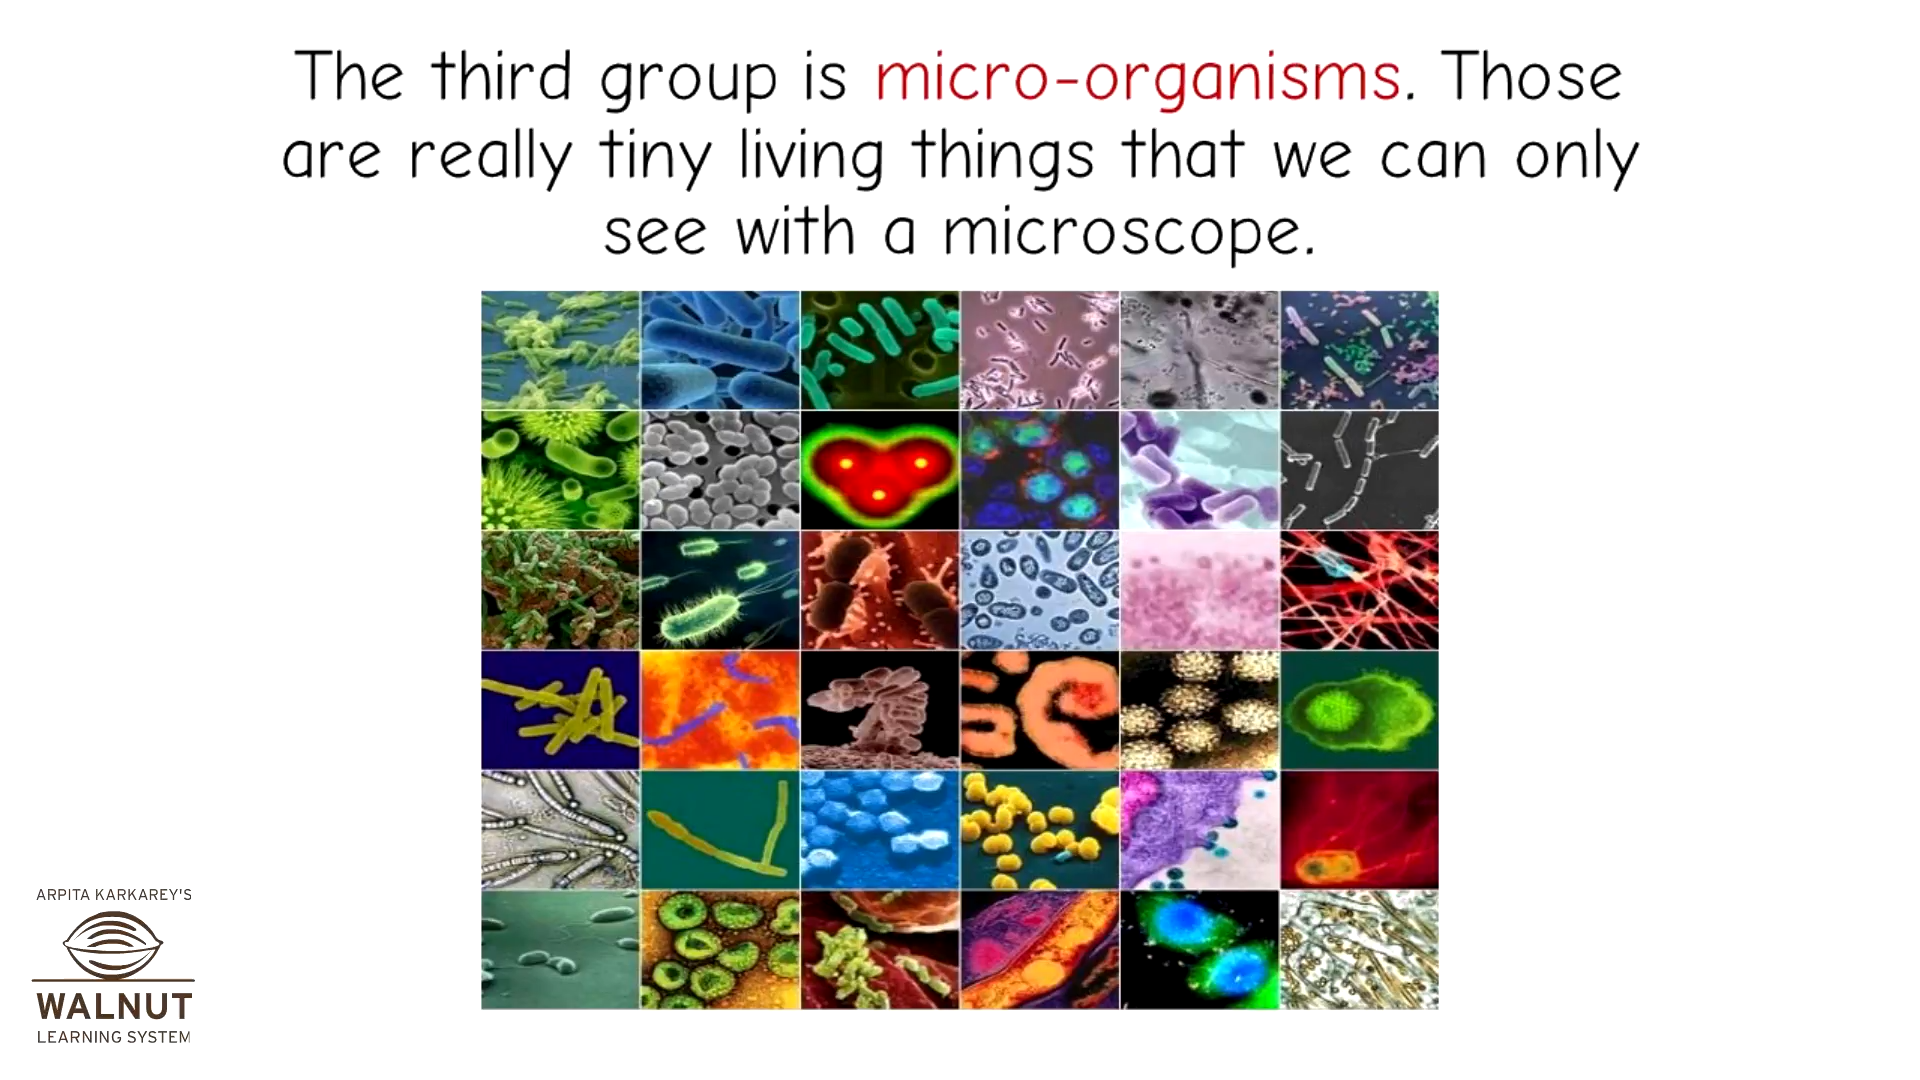 The third group is micro-organisms. Those
are really tiny living things that we can only
see with a microscope.
ARPITA KARKAREY'S
WALNUT
LEARNING SYSTEM